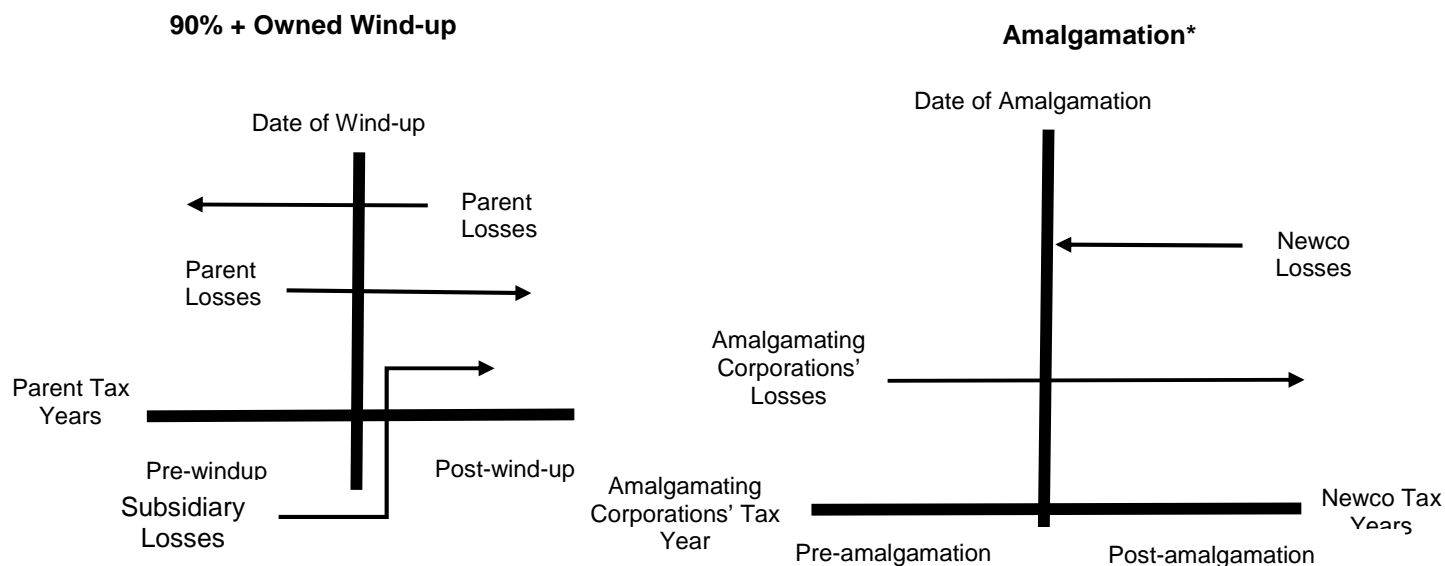 90% + Owned Wind-up
Date of Wind-up
Parent
Losses
Parent
Losses
Parent Tax
Years
Pre-windup
Post-wind-up
Subsidiary
Losses
Amalgamation*
Date of Amalgamation
Newco
Losses
Amalgamating
Corporations’
Losses
Amalgamating
Corporations’ Tax
Year
Newco Tax
Years
Pre-amalgamation
Post-amalgamation